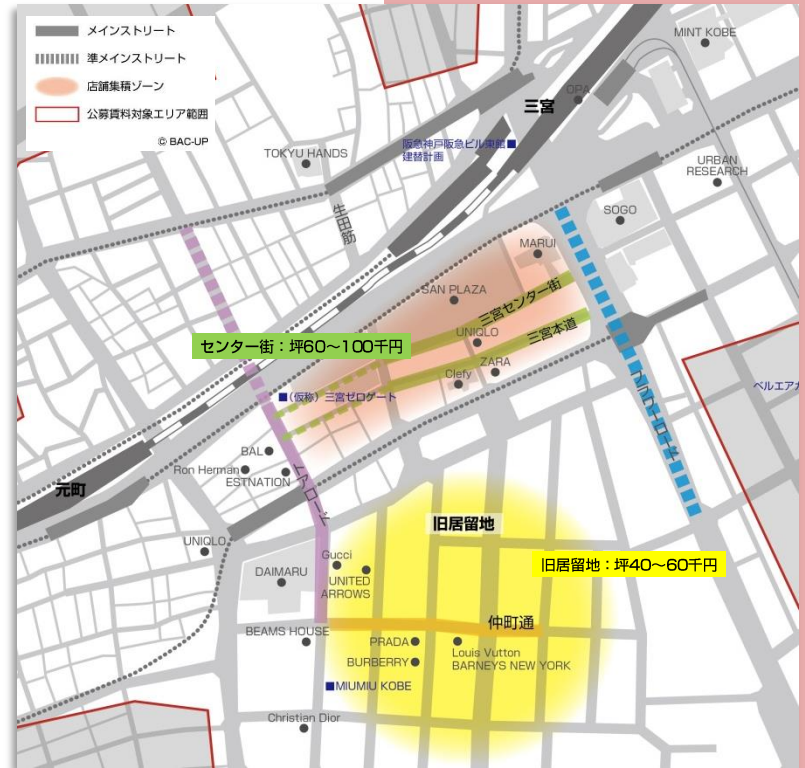 メインストリート
準メインストリート
店舗集積ゾーン
公募賃料対象エリア範囲
© BAC-UP
MINT KOBE
OPA
三宮
阪急神戸阪急ビル東館
建替計画
TOKYU HANDS
URBAN
RESEARCH
生田筋
SOGO
MARUI
SAN PLAZA
三宮センター街
センター街：坪60～100千円
UNIQLO
三宮本道
ZARA
Clefy
（仮称）三宮ゼロゲート
フラワーロード
ベルエアガ
BAL
Ron Herman
ESTNATION
トアロード
元町
旧居留地
UNIQLO
Gucci
DAIMARU
UNITED
ARROWS
旧居留地：坪40～60千円
仲町通
BEAMS HOUSE
PRADA
Louis Vutton
BURBERRY
BARNEYS NEW YORK
MIUMIU KOBE
Christian Dior